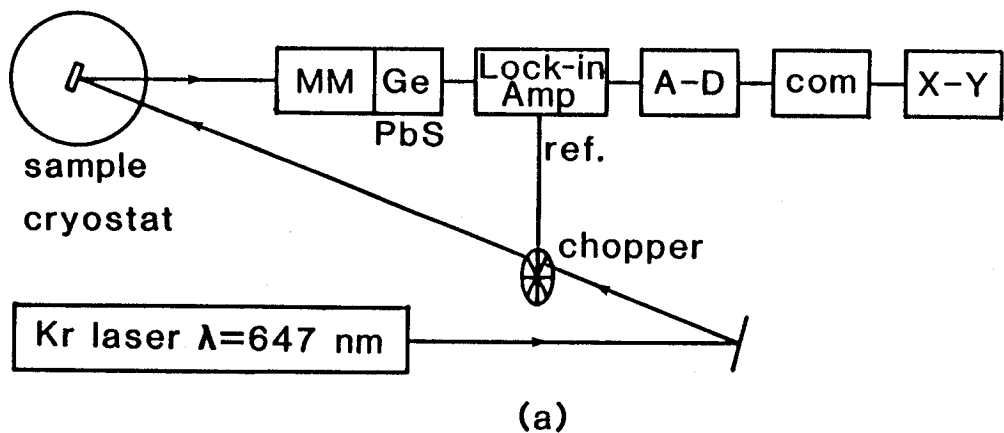 MM Ge Lock-in Amp A-D com X-Y
PbS
ref.
sample
cryostat
chopper
Kr laser λ=647 nm
(a)